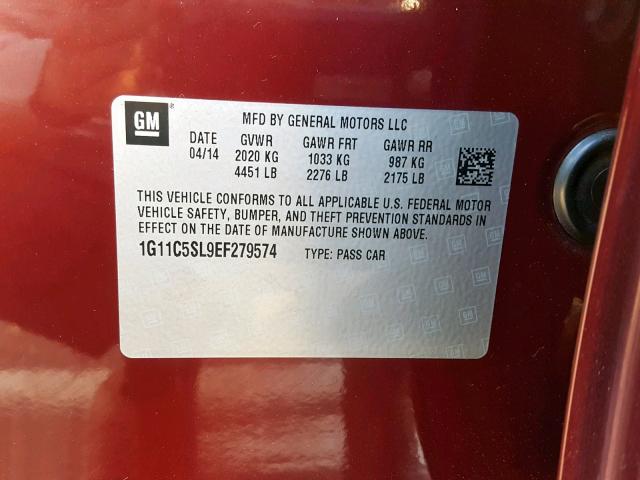 GM ®
MFD BY GENERAL MOTORS LLC
DATE GVWR GAWR FRT GAWR RR
04/14 2020 KG 1033 KG 987 KG
4451 LB 2276 LB 2175 LB
THIS VEHICLE CONFORMS TO ALL APPLICABLE U.S. FEDERAL MOTOR
VEHICLE SAFETY, BUMPER, AND THEFT PREVENTION STANDARDS IN
EFFECT ON THE DATE OF MANUFACTURE SHOWN ABOVE.
1G11C5SL9EF279574 TYPE: PASS CAR